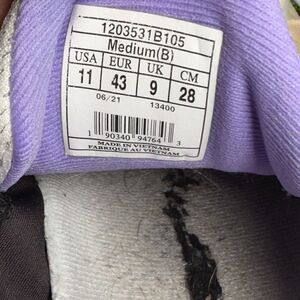 1203531B105
Medium(B)
USA EUR UK CM
11 43 9 28
06/21 13400
1 90340 94764 3
MADE IN VIETNAM
FABRIQUE AU VIETNAM